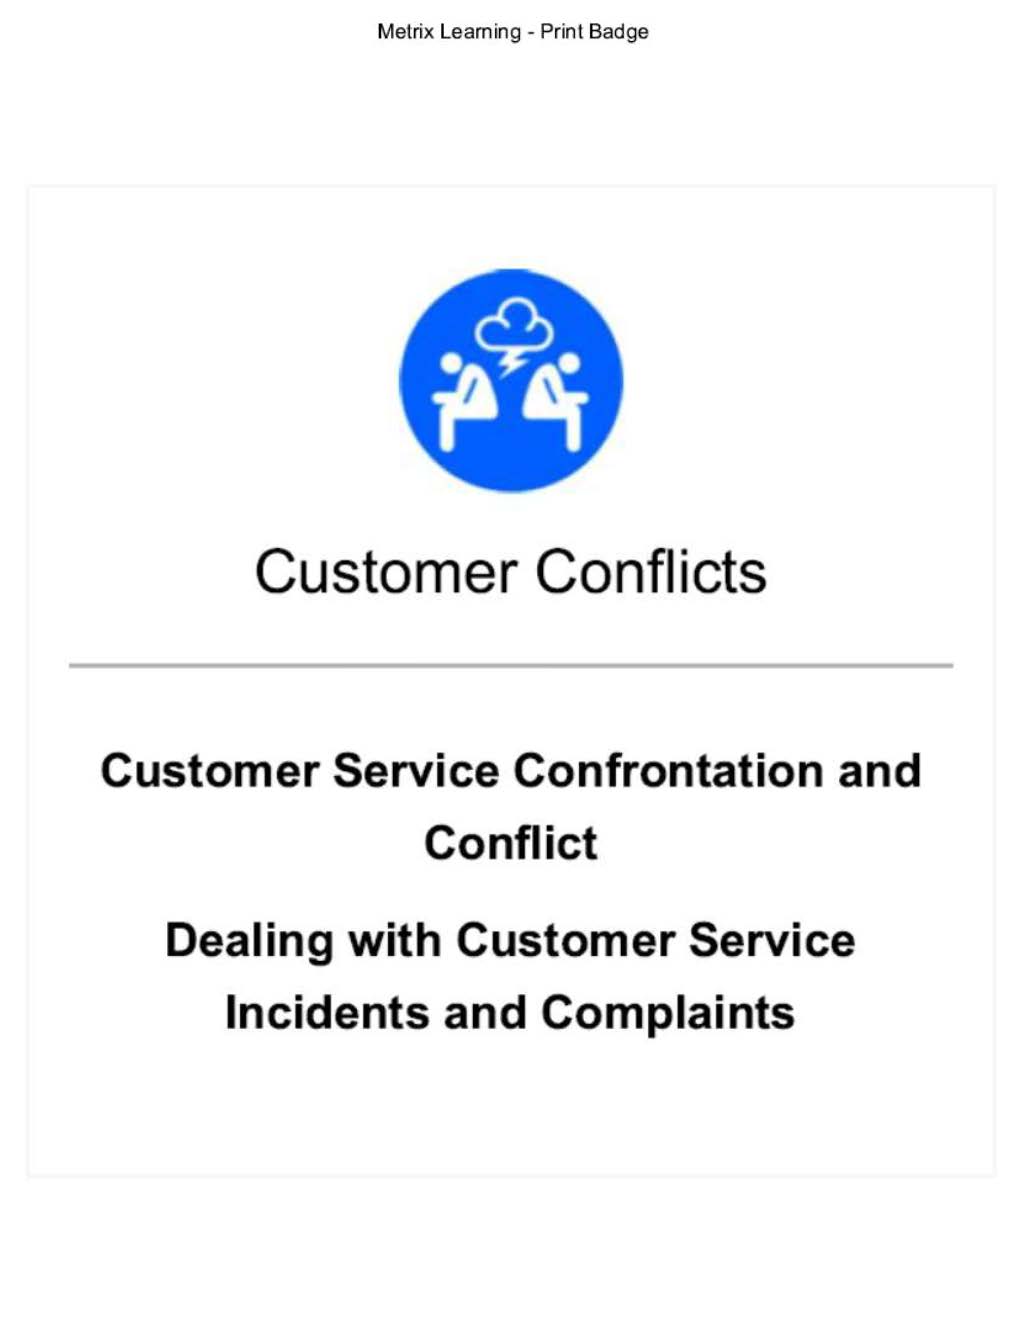 Metrix Learning - Print Badge
Customer Conflicts
Customer Service Confrontation and
Conflict
Dealing with Customer Service
Incidents and Complaints